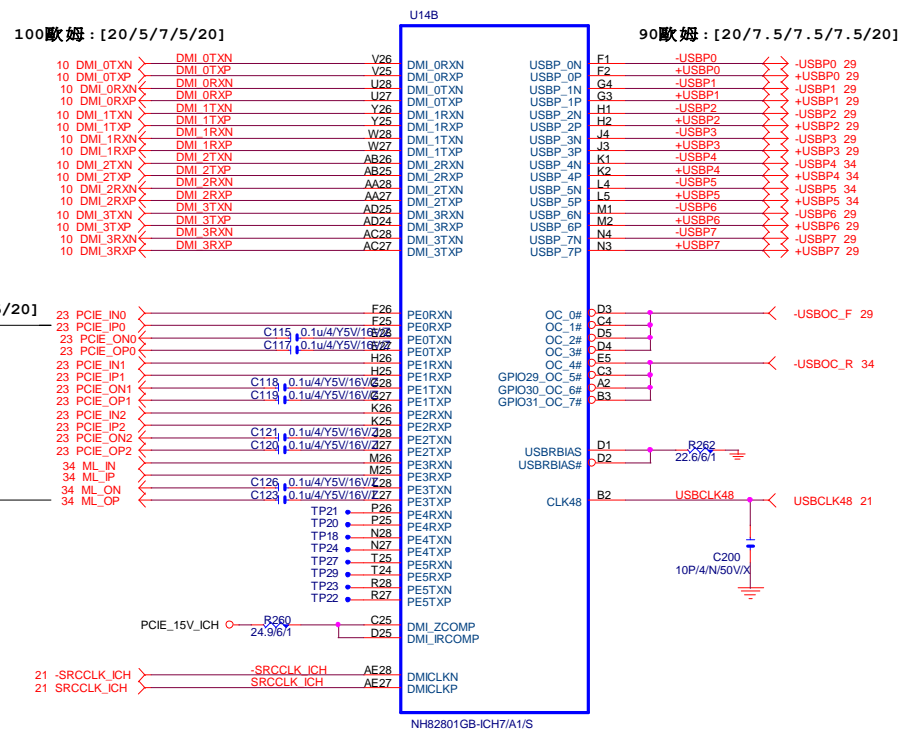 U14B
100歐姆:[20/5/7/5/20]
90歐姆:[20/7.5/7.5/7.5/20]
10 DMI_0TXN DMI_0TXN V26 DMI_0RXN USBP_0N F1 -USBP0 -USBP0 29
10 DMI_0TXP DMI_0TXP V25 DMI_0RXP USBP_0P F2 +USBP0 +USBP0 29
10 DMI_0RXN DMI_0RXN U28 DMI_0TXN USBP_1N G4 -USBP1 -USBP1 29
10 DMI_0RXP DMI_0RXP U27 DMI_0TXP USBP_1P G3 +USBP1 +USBP1 29
10 DMI_1TXN DMI_1TXN Y26 DMI_1RXN USBP_2N H1 -USBP2 -USBP2 29
10 DMI_1TXP DMI_1TXP Y25 DMI_1RXP USBP_2P H2 +USBP2 +USBP2 29
10 DMI_1RXN DMI_1RXN W28 DMI_1TXN USBP_3N J4 -USBP3 -USBP3 29
10 DMI_1RXP DMI_1RXP W27 DMI_1TXP USBP_3P J3 +USBP3 +USBP3 29
10 DMI_2TXN DMI_2TXN AB26 DMI_2RXN USBP_4N K1 -USBP4 -USBP4 34
10 DMI_2TXP DMI_2TXP AB25 DMI_2RXP USBP_4P K2 +USBP4 +USBP4 34
10 DMI_2RXN DMI_2RXN AA28 DMI_2TXN USBP_5N L4 -USBP5 -USBP5 34
10 DMI_2RXP DMI_2RXP AA27 DMI_2TXP USBP_5P L5 +USBP5 +USBP5 34
10 DMI_3TXN DMI_3TXN AD25 DMI_3RXN USBP_6N M1 -USBP6 -USBP6 29
10 DMI_3TXP DMI_3TXP AD24 DMI_3RXP USBP_6P M2 +USBP6 +USBP6 29
10 DMI_3RXN DMI_3RXN AC28 DMI_3TXN USBP_7N N4 -USBP7 -USBP7 29
10 DMI_3RXP DMI_3RXP AC27 DMI_3TXP USBP_7P N3 +USBP7 +USBP7 29
/20]
23 PCIE_IN0 F26 PE0RXN OC_0# D3 -USBOC_F 29
23 PCIE_IP0 F25 PE0RXP OC_1# C4
23 PCIE_ON0 C115 0.1u/4/Y5V/16V/Z E28 PE0TXN OC_2# D5
23 PCIE_OP0 C117 0.1u/4/Y5V/16V/Z E27 PE0TXP OC_3# D4
23 PCIE_IN1 H26 PE1RXN OC_4# E5 -USBOC_R 34
23 PCIE_IP1 H25 PE1RXP GPIO29_OC_5# C3
23 PCIE_ON1 C118 0.1u/4/Y5V/16V/Z G28 PE1TXN GPIO30_OC_6# A2
23 PCIE_OP1 C119 0.1u/4/Y5V/16V/Z G27 PE1TXP GPIO31_OC_7# B3
23 PCIE_IN2 K26 PE2RXN
23 PCIE_IP2 K25 PE2RXP
23 PCIE_ON2 C121 0.1u/4/Y5V/16V/Z J28 PE2TXN USBRBIAS D1 R262
23 PCIE_OP2 C120 0.1u/4/Y5V/16V/Z J27 PE2TXP USBRBIAS# D2 22.6/6/1
34 ML_IN M26 PE3RXN
34 ML_IP M25 PE3RXP
34 ML_ON C126 0.1u/4/Y5V/16V/Z L28 PE3TXN
34 ML_OP C123 0.1u/4/Y5V/16V/Z L27 PE3TXP CLK48 B2 USBCLK48 USBCLK48 21
TP21 P26 PE4RXN
TP20 P25 PE4RXP
TP18 N28 PE4TXN
TP24 N27 PE4TXP
TP27 T25 PE5RXN C200
TP29 T24 PE5RXP 10P/4/N/50V/X
TP23 R28 PE5TXN
TP22 R27 PE5TXP
PCIE_15V_ICH R260 C25 DMI_ZCOMP
24.9/6/1 D25 DMI_IRCOMP
21 -SRCCLK_ICH -SRCCLK_ICH AE28 DMICLKN
21 SRCCLK_ICH SRCCLK_ICH AE27 DMICLKP
NH82801GB-ICH7/A1/S